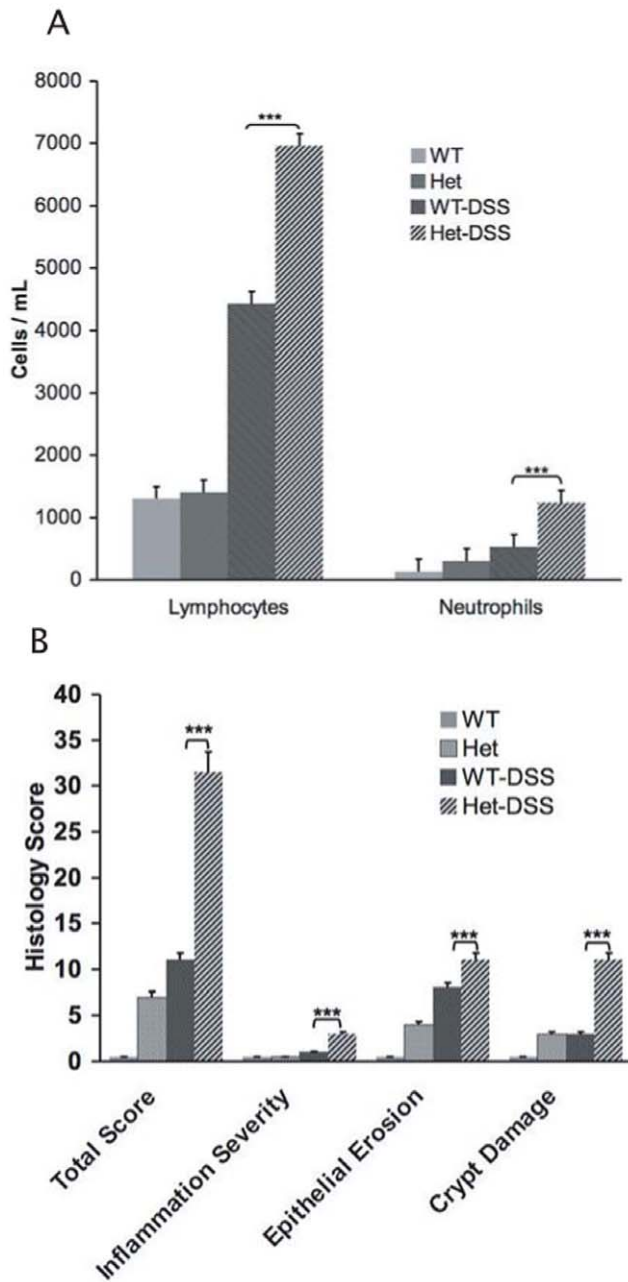 A
8000
7000
6000
5000
4000
3000
2000
1000
0
Cells / mL
***
***
WT
Het
WT-DSS
Het-DSS
Lymphocytes
Neutrophils
B
40
35
30
25
20
15
10
5
0
Histology Score
***
***
***
***
WT
Het
WT-DSS
Het-DSS
Total Score
Inflammation Severity
Epithelial Erosion
Crypt Damage